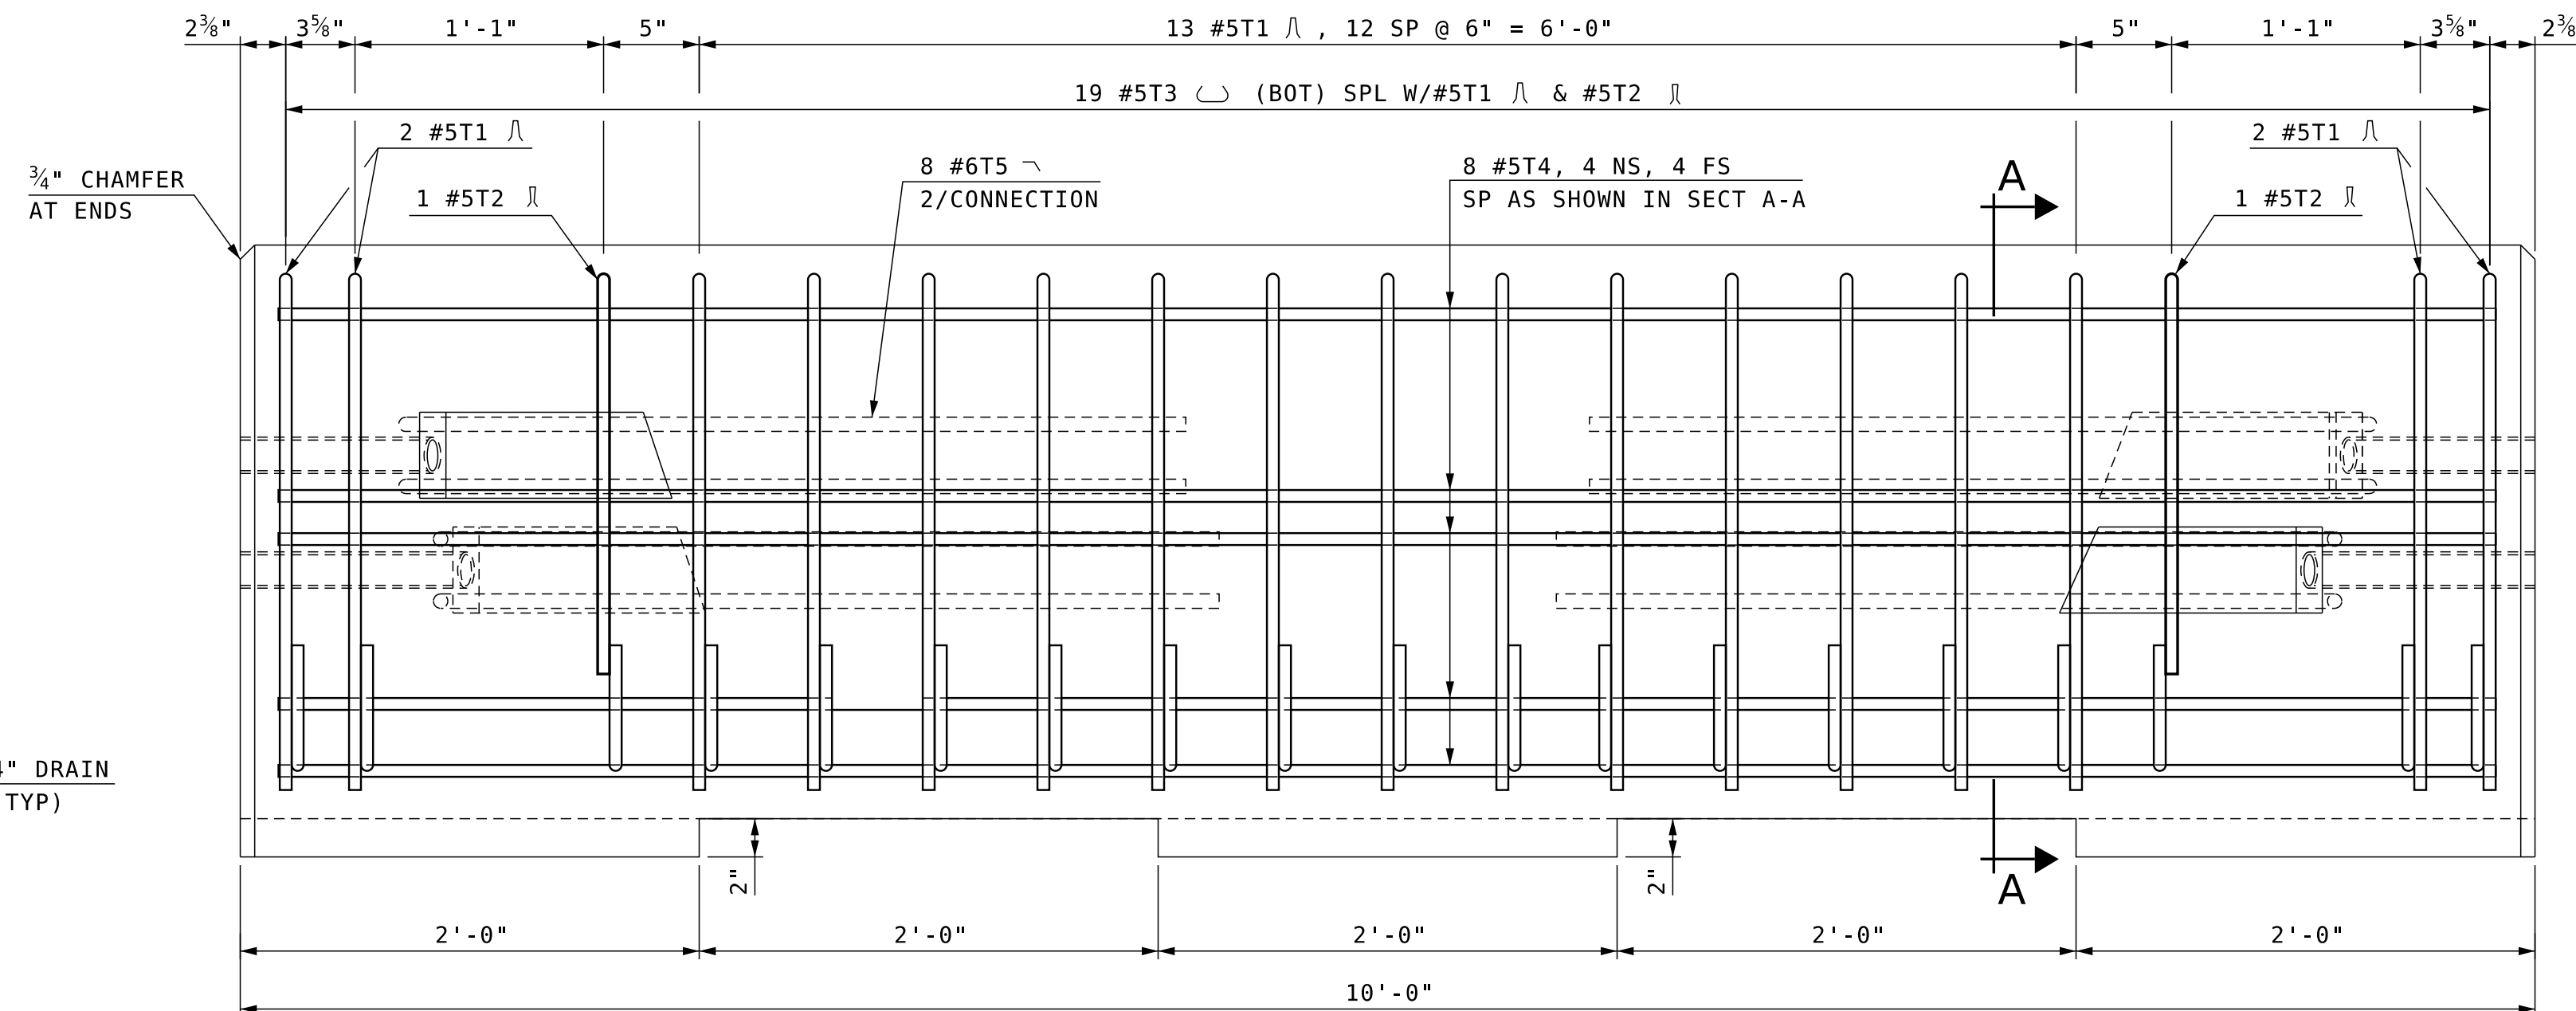 2⅜" 3⅝" 1'-1" 5" 13 #5T1 , 12 SP @ 6" = 6'-0" 5" 1'-1" 3⅝" 2⅜
19 #5T3 (BOT) SPL W/#5T1 & #5T2
2 #5T1
2 #5T1
¾" CHAMFER
AT ENDS
1 #5T2
8 #6T5
2/CONNECTION
8 #5T4, 4 NS, 4 FS
SP AS SHOWN IN SECT A-A
A
1 #5T2
4" DRAIN
TYP)
2"
2"
A
2'-0" 2'-0" 2'-0" 2'-0" 2'-0"
10'-0"